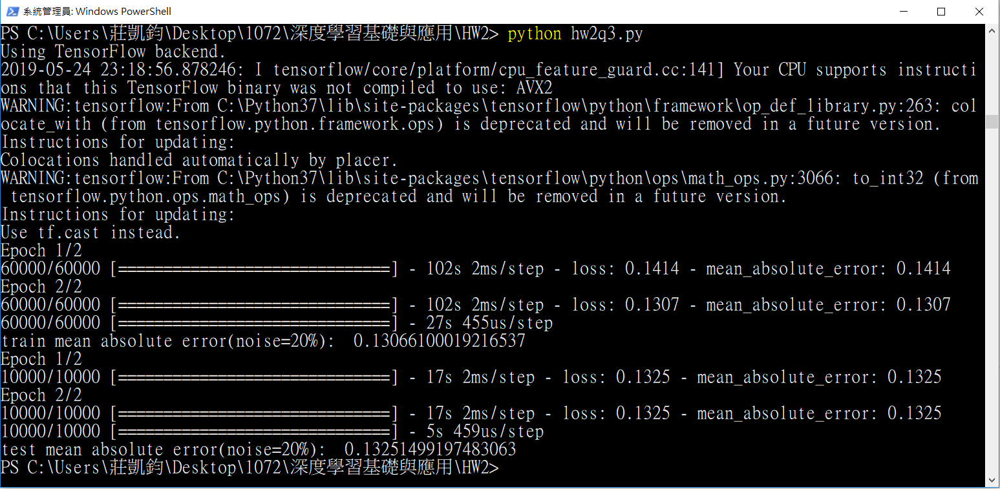 系統管理員: Windows PowerShell
PS C:\Users\莊凱鈞\Desktop\1072\深度學習基礎與應用\HW2> python hw2q3.py
Using TensorFlow backend.
2019-05-24 23:18:56.878246: I tensorflow/core/platform/cpu_feature_guard.cc:141] Your CPU supports instructi
ons that this TensorFlow binary was not compiled to use: AVX2
WARNING:tensorflow:From C:\Python37\lib\site-packages\tensorflow\python\framework\op_def_library.py:263: col
ocate_with (from tensorflow.python.framework.ops) is deprecated and will be removed in a future version.
Instructions for updating:
Colocations handled automatically by placer.
WARNING:tensorflow:From C:\Python37\lib\site-packages\tensorflow\python\ops\math_ops.py:3066: to_int32 (from
 tensorflow.python.ops.math_ops) is deprecated and will be removed in a future version.
Instructions for updating:
Use tf.cast instead.
Epoch 1/2
60000/60000 [==============================] - 102s 2ms/step - loss: 0.1414 - mean_absolute_error: 0.1414
Epoch 2/2
60000/60000 [==============================] - 102s 2ms/step - loss: 0.1307 - mean_absolute_error: 0.1307
60000/60000 [==============================] - 27s 455us/step
train mean absolute error(noise=20%):  0.13066100019216537
Epoch 1/2
10000/10000 [==============================] - 17s 2ms/step - loss: 0.1325 - mean_absolute_error: 0.1325
Epoch 2/2
10000/10000 [==============================] - 17s 2ms/step - loss: 0.1325 - mean_absolute_error: 0.1325
10000/10000 [==============================] - 5s 459us/step
test mean absolute error(noise=20%):  0.13251499197483063
PS C:\Users\莊凱鈞\Desktop\1072\深度學習基礎與應用\HW2>